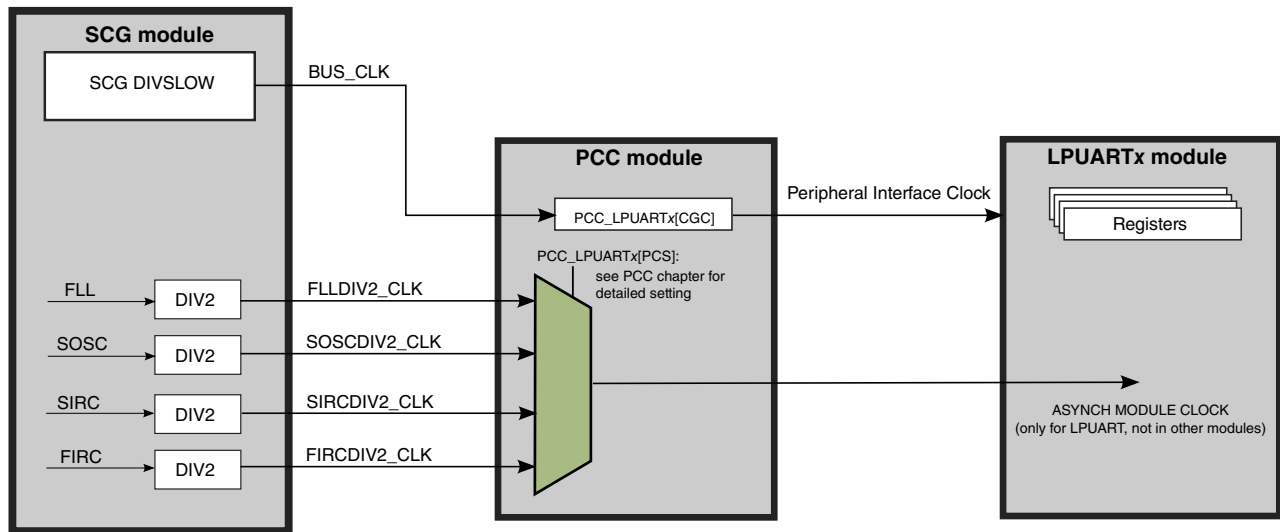 SCG module
SCG DIVSLOW
BUS_CLK
PCC module
LPUARTx module
PCC_LPUARTx[CGC]
Peripheral Interface Clock
Registers
PCC_LPUARTx[PCS]:
see PCC chapter for
detailed setting
FLL
DIV2
FLLDIV2_CLK
SOSC
DIV2
SOSCDIV2_CLK
SIRC
DIV2
SIRCDIV2_CLK
FIRC
DIV2
FIRCDIV2_CLK
ASYNCH MODULE CLOCK
(only for LPUART, not in other modules)